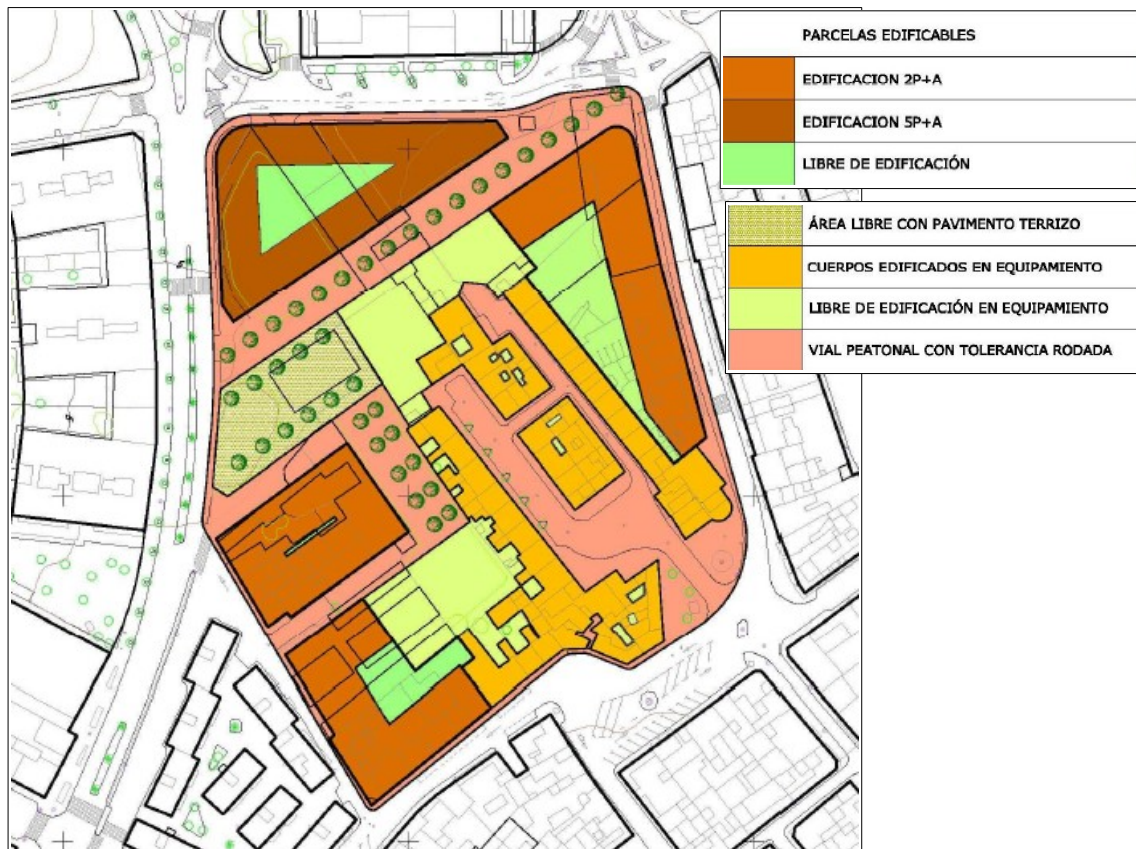 PARCELAS EDIFICABLES
EDIFICACION 2P+A
EDIFICACION 5P+A
LIBRE DE EDIFICACIÓN
ÁREA LIBRE CON PAVIMENTO TERRIZO
CUERPOS EDIFICADOS EN EQUIPAMIENTO
LIBRE DE EDIFICACIÓN EN EQUIPAMIENTO
VIAL PEATONAL CON TOLERANCIA RODADA